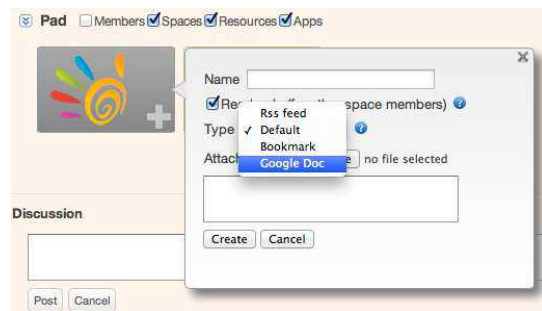 Pad Members Spaces Resources Apps
Name
space members)
Rss feed
Type Default
Bookmark
Google Doc
no file selected
Discussion
Create Cancel
Post Cancel